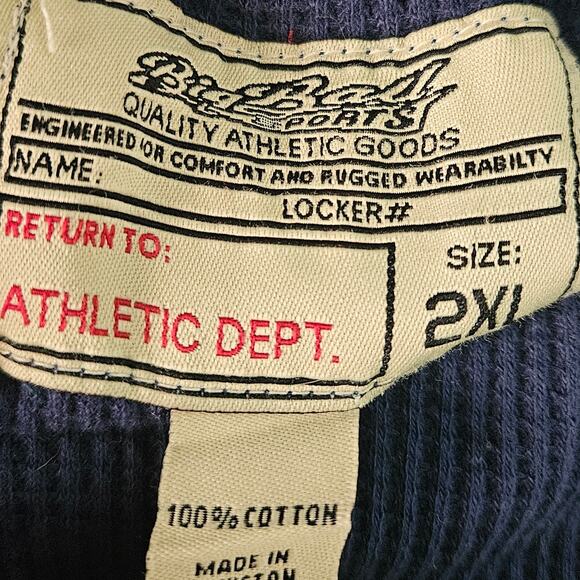 Big Ball
SPORTS
QUALITY ATHLETIC GOODS
ENGINEERED FOR COMFORT AND RUGGED WEARABILTY
NAME:
LOCKER#
RETURN TO:
ATHLETIC DEPT.
SIZE:
2XL
100% COTTON
MADE IN